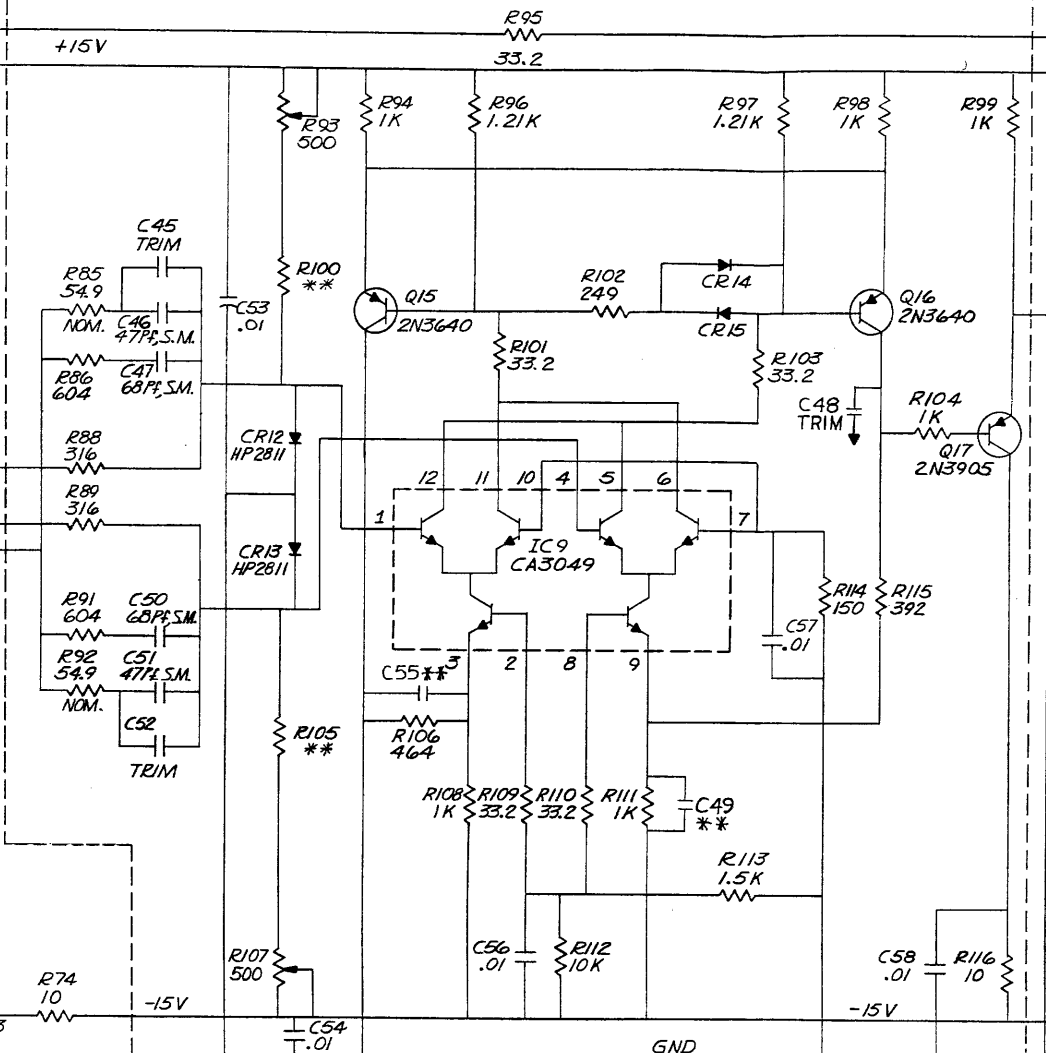 R95
33.2
+15V
R93
500
R94
1K
R96
1.21K
R97
1.21K
R98
1K
R99
1K
C45
TRIM
R85
54.9
NOM.
C46
47Pf, S.M.
R86
604
C47
68Pf, S.M.
R100
**
C53
.01
Q15
2N3640
R102
249
CR14
CR15
Q16
2N3640
R101
33.2
R103
33.2
C48
TRIM
R104
1K
Q17
2N3905
R88
316
R89
316
CR12
HP2811
CR13
HP2811
12 11 10 4 5 6
1
7
IC9
CA3049
3 2 8 9
R91
604
C50
68Pf S.M.
R92
54.9
NOM.
C51
47Pf S.M.
C52
TRIM
R114
150
R115
392
C57
.01
C55**
R105
**
R106
464
R108
1K
R109
33.2
R110
33.2
R111
1K
C49
**
R113
1.5K
R107
500
C56
.01
R112
10K
C58
.01
R116
10
R74
10
-15V
-15V
C54
.01
GND